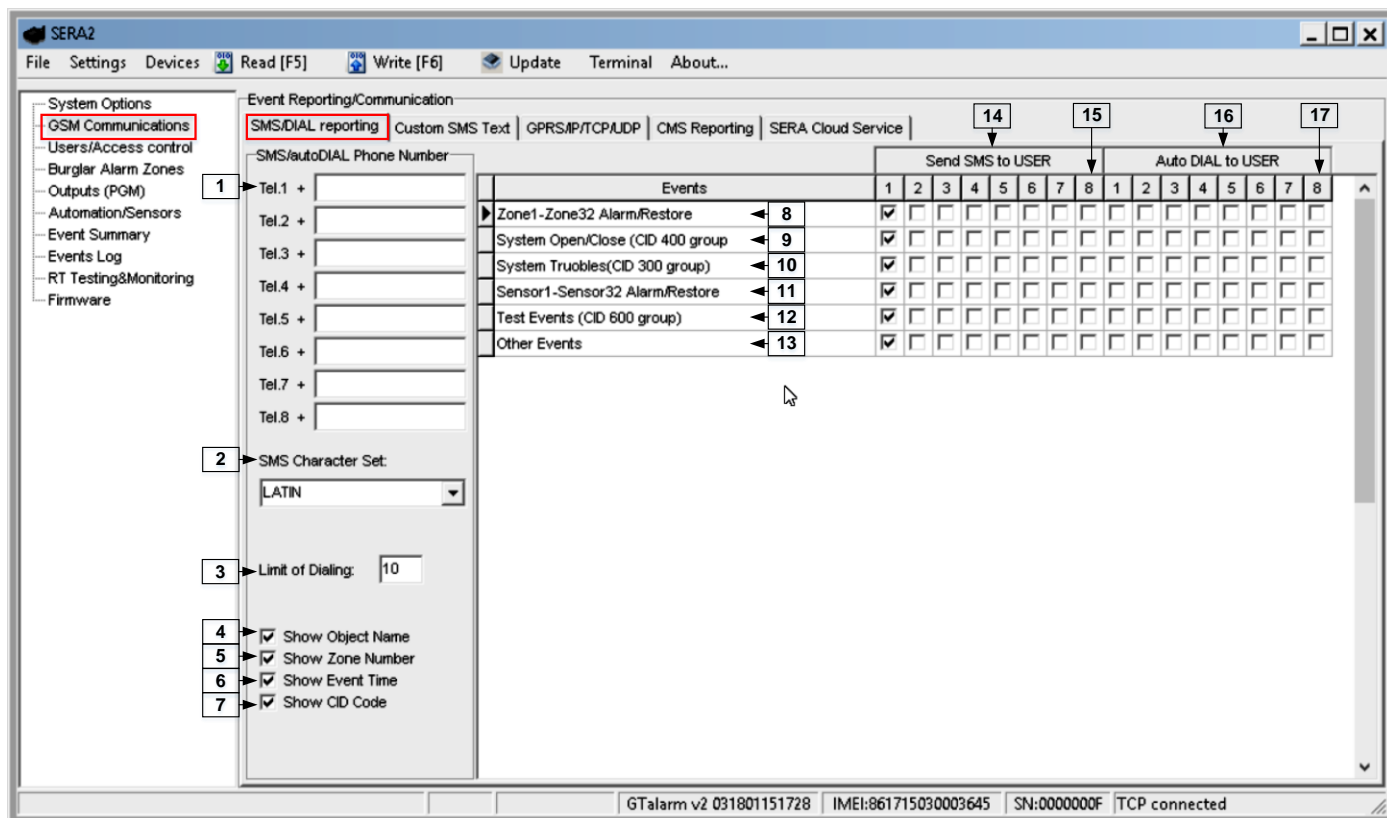 SERA2
File Settings Devices Read [F5] Write [F6] Update Terminal About...
System Options
GSM Communications
Users/Access control
Burglar Alarm Zones
Outputs (PGM)
Automation/Sensors
Event Summary
Events Log
RT Testing&Monitoring
Firmware
Event Reporting/Communication
SMS/DIAL reporting Custom SMS Text GPRS/IP/TCP/UDP CMS Reporting SERA Cloud Service
14 15 16 17
SMS/autoDIAL Phone Number
1 Tel.1 +
Tel.2 +
Tel.3 +
Tel.4 +
Tel.5 +
Tel.6 +
Tel.7 +
Tel.8 +
2 SMS Character Set:
LATIN
3 Limit of Dialing: 10
4 Show Object Name
5 Show Zone Number
6 Show Event Time
7 Show CID Code
Send SMS to USER Auto DIAL to USER
Events 1 2 3 4 5 6 7 8 1 2 3 4 5 6 7 8
Zone1-Zone32 Alarm/Restore 8
System Open/Close (CID 400 group 9
System Truobles(CID 300 group) 10
Sensor1-Sensor32 Alarm/Restore 11
Test Events (CID 600 group) 12
Other Events 13
GTalarm v2 031801151728 IMEI:861715030003645 SN:0000000F TCP connected